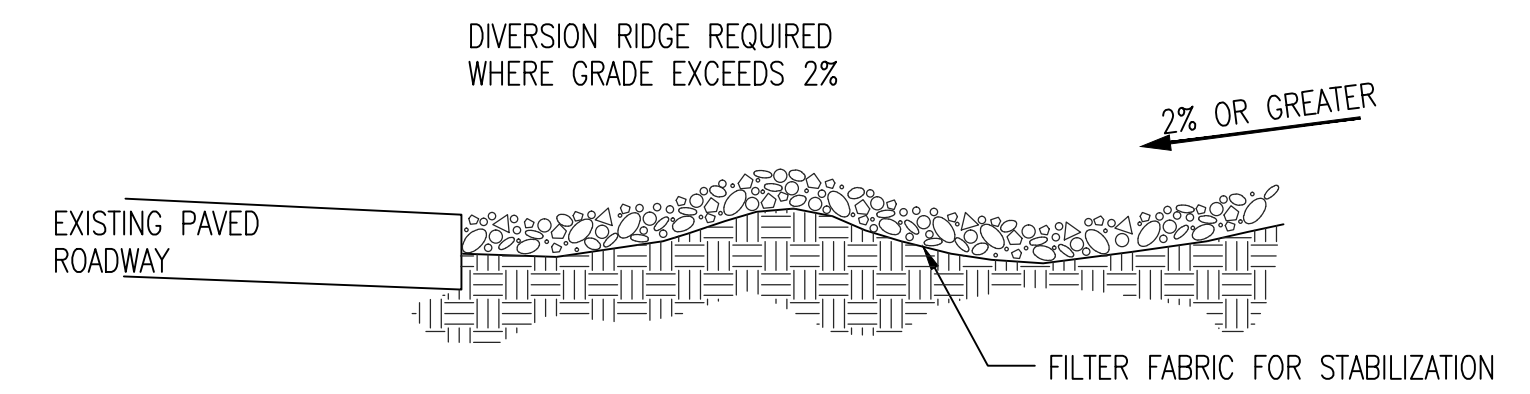 DIVERSION RIDGE REQUIRED
WHERE GRADE EXCEEDS 2%
2% OR GREATER
EXISTING PAVED
ROADWAY
FILTER FABRIC FOR STABILIZATION